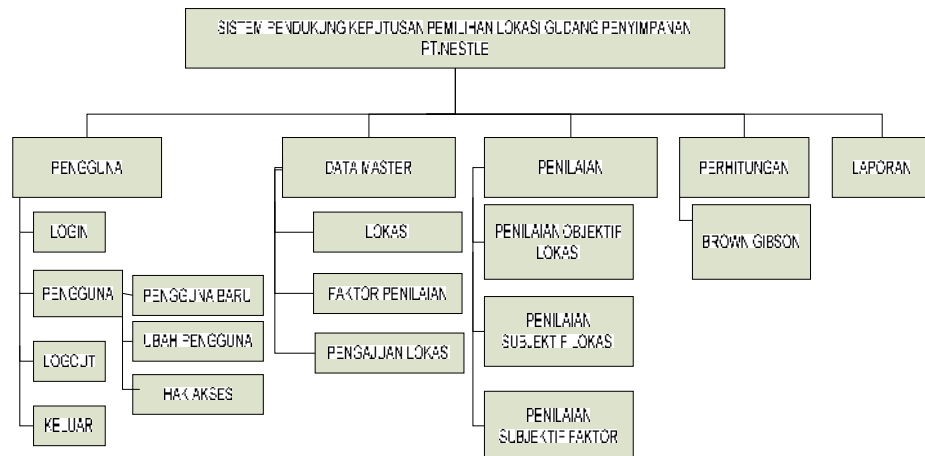 SISTEM PENDUKUNG KEPUTUSAN PEMILIHAN LOKASI GUDANG PENYIMPANAN
PT.NESTLE
PENGGUNA
DATA MASTER
PENILAIAN
PERHITUNGAN
LAPORAN
LOGIN
PENGGUNA
PENGGUNA BARU
UBAH PENGGUNA
HAK AKSES
LOGOUT
KELUAR
LOKASI
FAKTOR PENILAIAN
PENGAJUAN LOKASI
PENILAIAN OBJEKTIF
LOKASI
PENILAIAN
SUBJEKTIF LOKASI
PENILAIAN
SUBJEKTIF FAKTOR
BROWN GIBSON